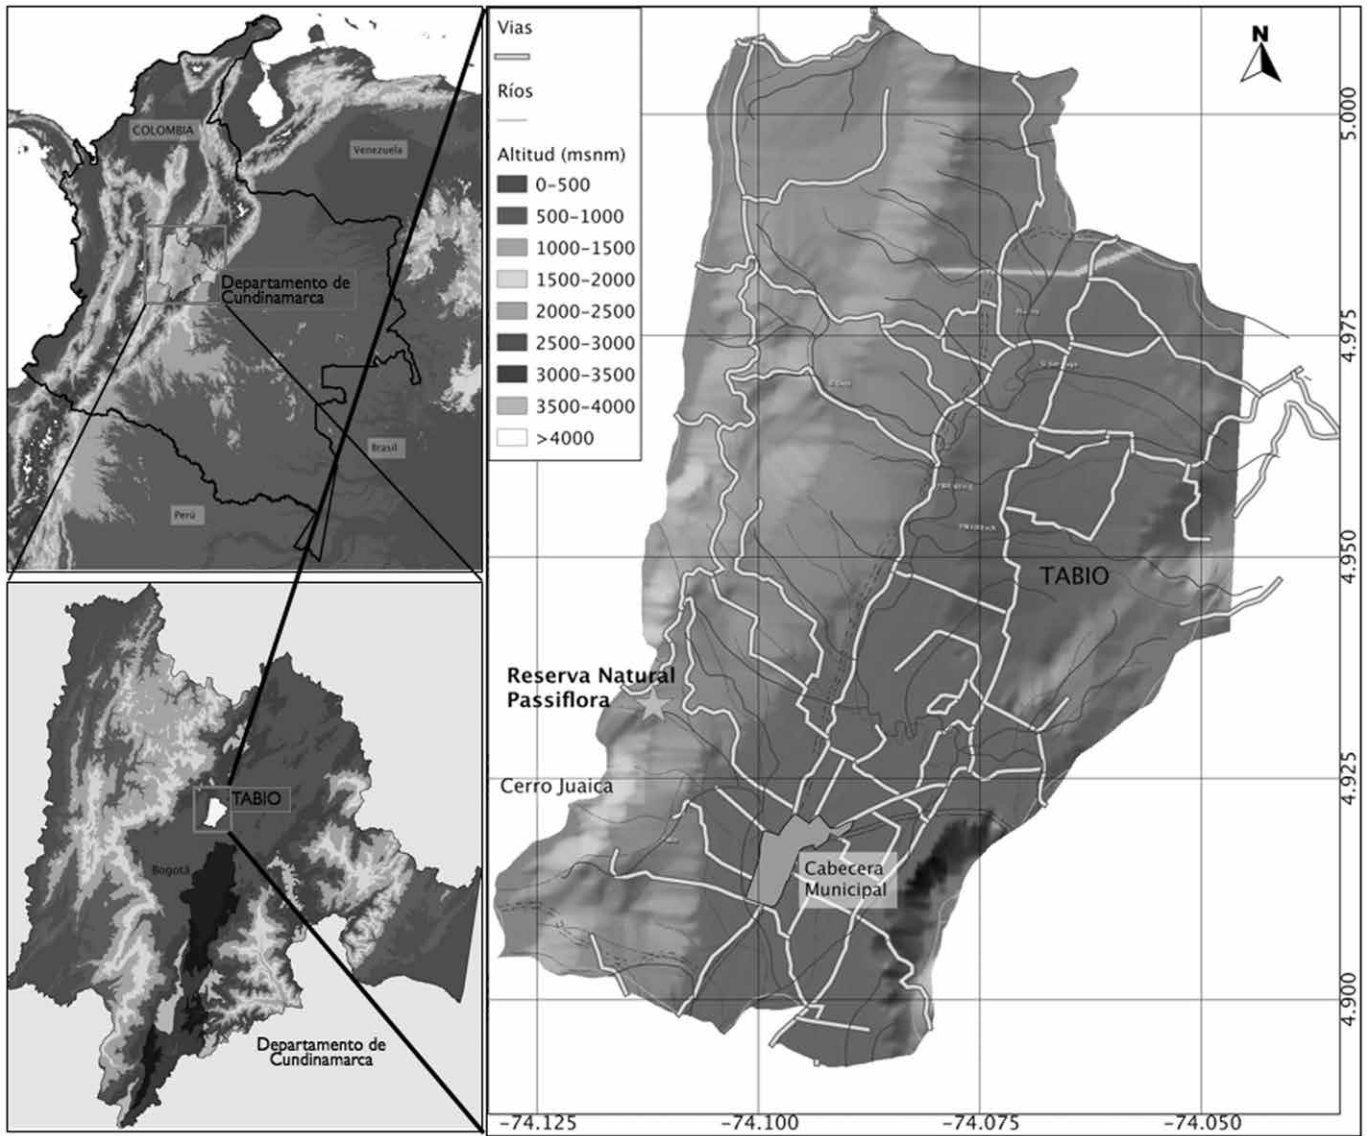 COLOMBIA
Venezuela
Departamento de
Cundinamarca
Brasil
Perú
TABIO
Bogotá
Departamento de
Cundinamarca
Vias
Ríos
Altitud (msnm)
0-500
500-1000
1000-1500
1500-2000
2000-2500
2500-3000
3000-3500
3500-4000
>4000
N
TABIO
Reserva Natural
Passiflora
Cerro Juaica
Cabecera
Municipal
5.000
4.975
4.950
4.925
4.900
-74.125
-74.100
-74.075
-74.050